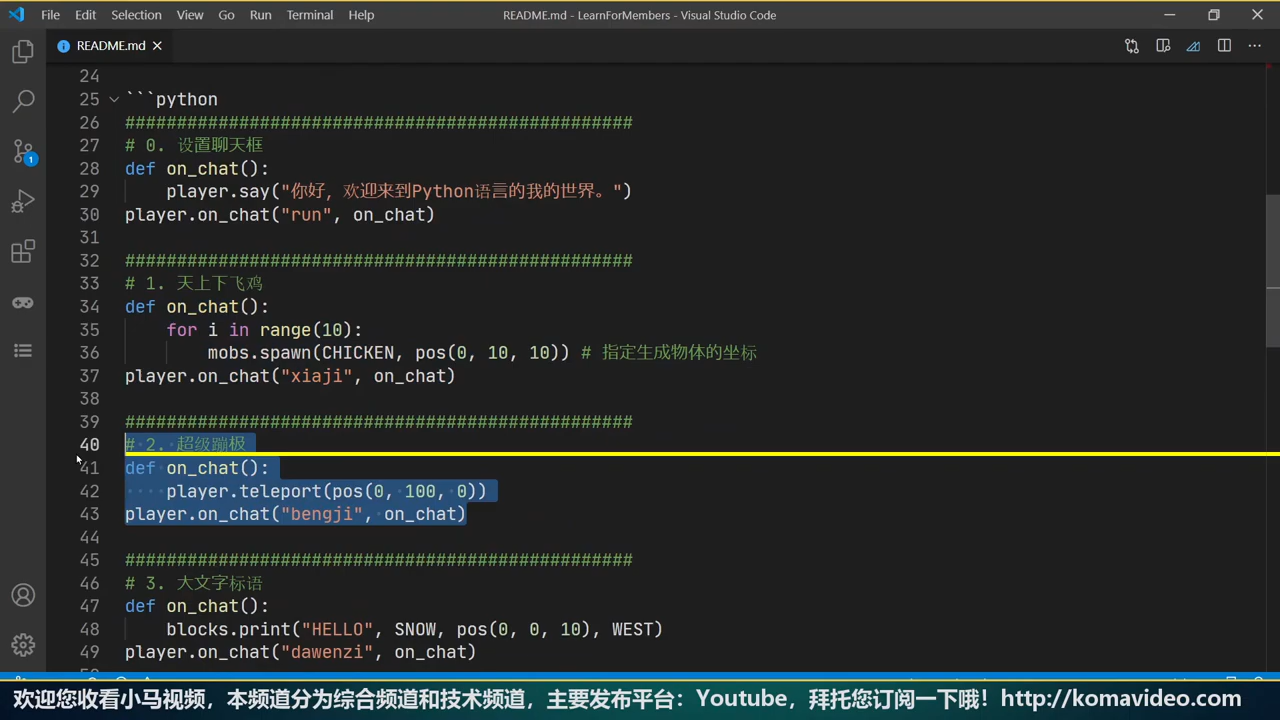 File Edit Selection View Go Run Terminal Help README.md - LearnForMembers - Visual Studio Code
README.md
24
25 ```python
26 #################################################
27 # 0. 设置聊天框
28 def on_chat():
29     player.say("你好，欢迎来到Python语言的我的世界。")
30 player.on_chat("run", on_chat)
31
32 #################################################
33 # 1. 天上下飞鸡
34 def on_chat():
35     for i in range(10):
36         mobs.spawn(CHICKEN, pos(0, 10, 10)) # 指定生成物体的坐标
37 player.on_chat("xiaji", on_chat)
38
39 #################################################
40 # 2. 超级蹦极
41 def on_chat():
42     player.teleport(pos(0, 100, 0))
43 player.on_chat("bengji", on_chat)
44
45 #################################################
46 # 3. 大文字标语
47 def on_chat():
48     blocks.print("HELLO", SNOW, pos(0, 0, 10), WEST)
49 player.on_chat("dawenzi", on_chat)
1
欢迎您收看小马视频，本频道分为综合频道和技术频道，主要发布平台：Youtube，拜托您订阅一下哦！http://komavideo.com